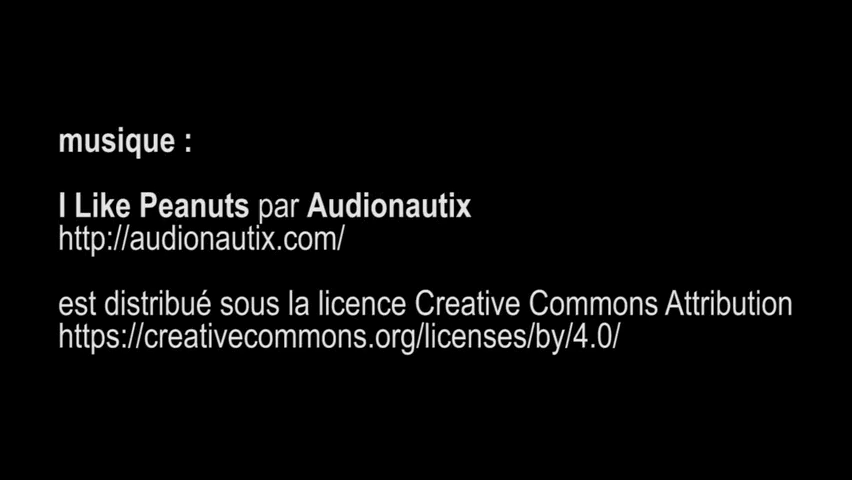 musique :
I Like Peanuts par Audionautix
http://audionautix.com/
est distribué sous la licence Creative Commons Attribution
https://creativecommons.org/licenses/by/4.0/